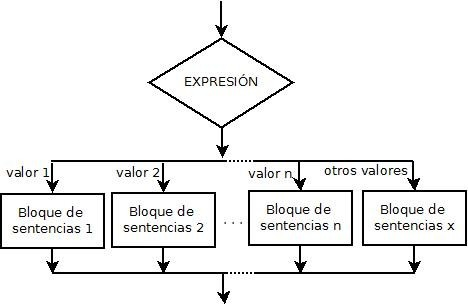 EXPRESIÓN
valor 1
valor 2
valor n
otros valores
Bloque de
sentencias 1
Bloque de
sentencias 2
. . .
Bloque de
sentencias n
Bloque de
sentencias x